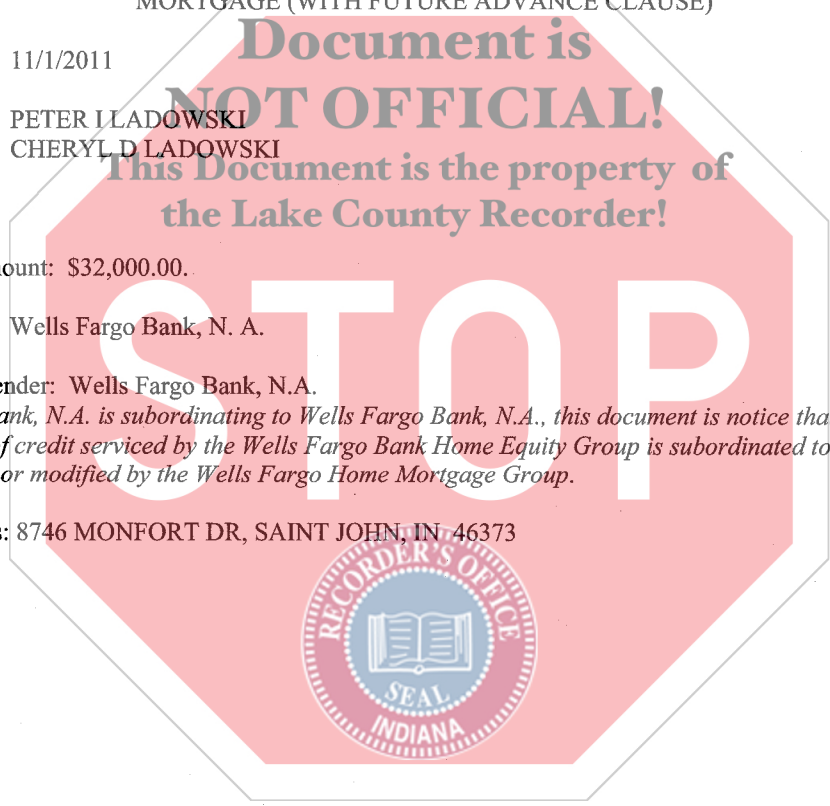 MORTGAGE (WITH FUTURE ADVANCE CLAUSE)
Document is
11/1/2011
NOT OFFICIAL!
PETER I LADOWSKI
CHERYL D LADOWSKI
This Document is the property of
the Lake County Recorder!
ount: $32,000.00.
STOP
Wells Fargo Bank, N. A.
ender: Wells Fargo Bank, N.A.
ank, N.A. is subordinating to Wells Fargo Bank, N.A., this document is notice tha
f credit serviced by the Wells Fargo Bank Home Equity Group is subordinated to
or modified by the Wells Fargo Home Mortgage Group.
s: 8746 MONFORT DR, SAINT JOHN, IN 46373
RECORDER'S OFFICE
SEAL
INDIANA